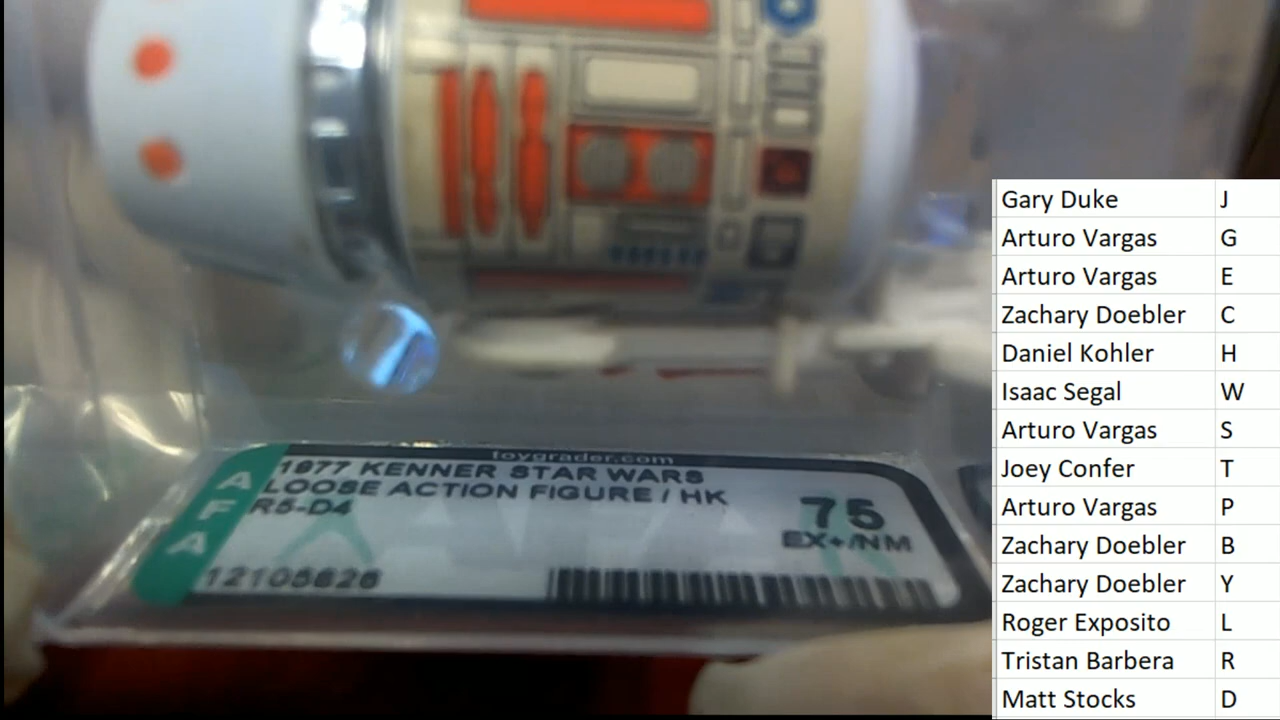 toygrader.com
AFA
1977 KENNER STAR WARS
LOOSE ACTION FIGURE / HK
R5-D4
75
EX+/NM
12105626
Gary Duke J
Arturo Vargas G
Arturo Vargas E
Zachary Doebler C
Daniel Kohler H
Isaac Segal W
Arturo Vargas S
Joey Confer T
Arturo Vargas P
Zachary Doebler B
Zachary Doebler Y
Roger Exposito L
Tristan Barbera R
Matt Stocks D